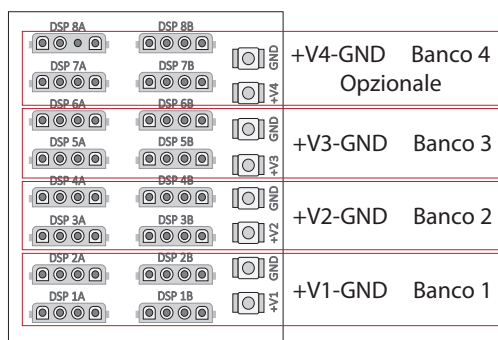 DSP 8A DSP 8B
GND
+V4-GND Banco 4
DSP 7A DSP 7B
+V4
Opzionale
DSP 6A DSP 6B
GND
+V3-GND Banco 3
DSP 5A DSP 5B
+V3
DSP 4A DSP 4B
GND
+V2-GND Banco 2
DSP 3A DSP 3B
+V2
DSP 2A DSP 2B
GND
+V1-GND Banco 1
DSP 1A DSP 1B
+V1